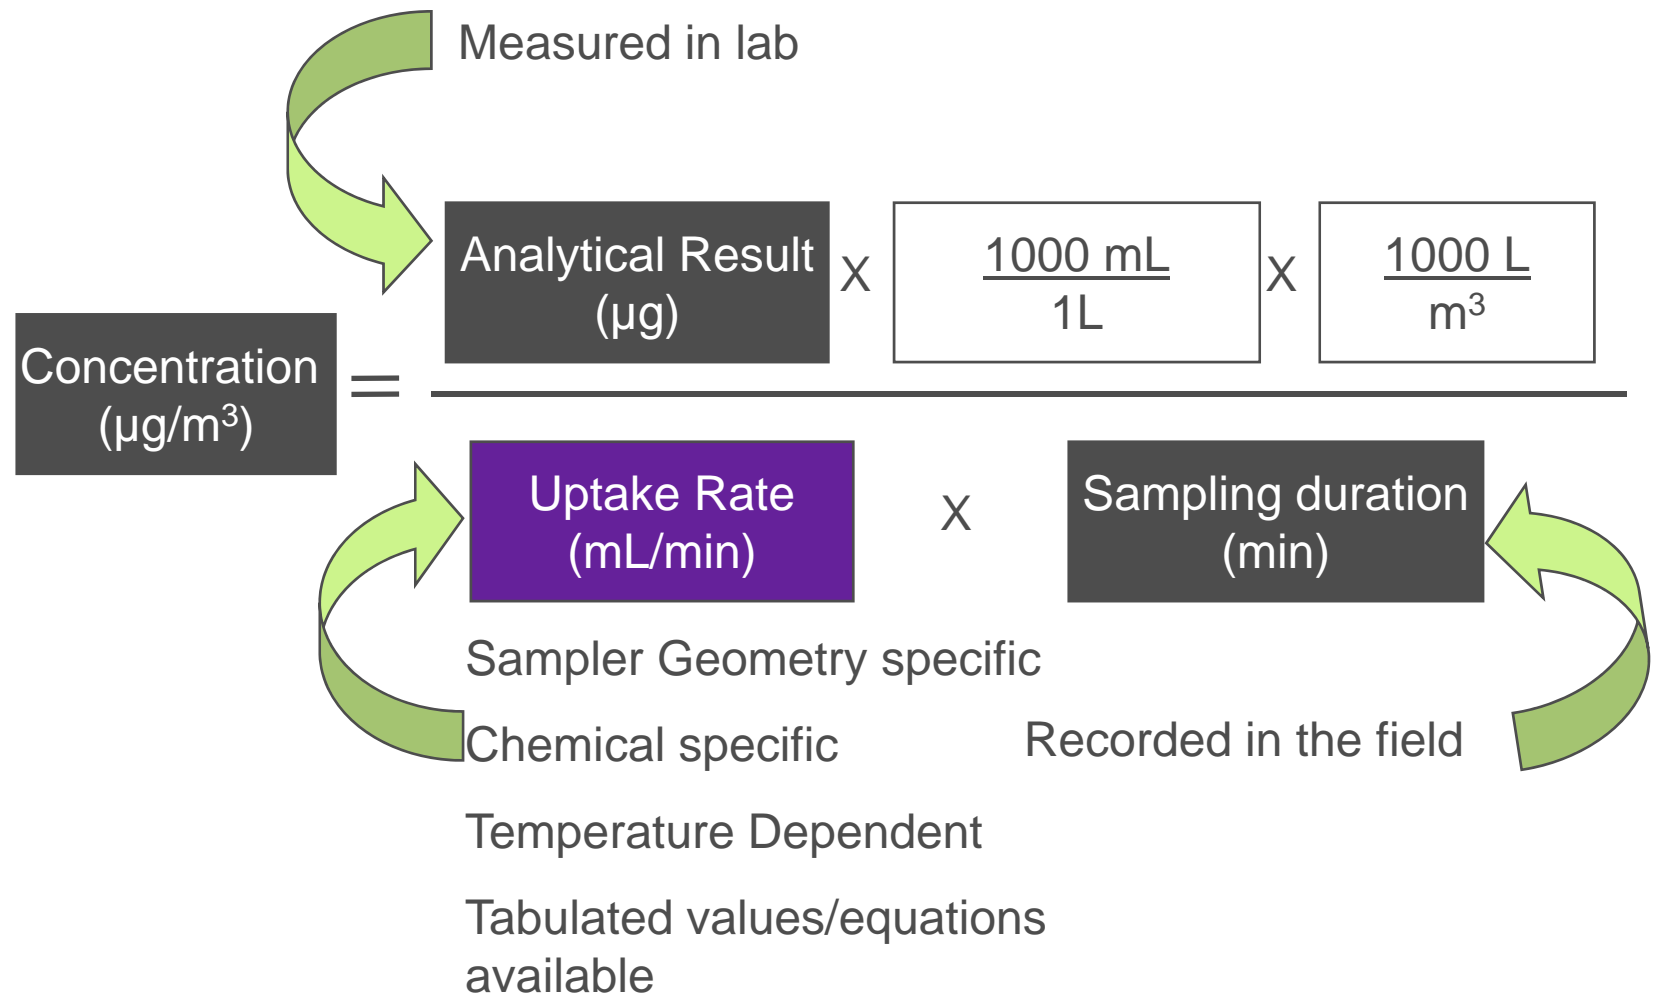 Measured in lab
Analytical Result
(µg)
X
1000 mL
1L
X
1000 L
m³
Concentration
(µg/m³)
=
Uptake Rate
(mL/min)
X
Sampling duration
(min)
Sampler Geometry specific
Chemical specific
Recorded in the field
Temperature Dependent
Tabulated values/equations
available